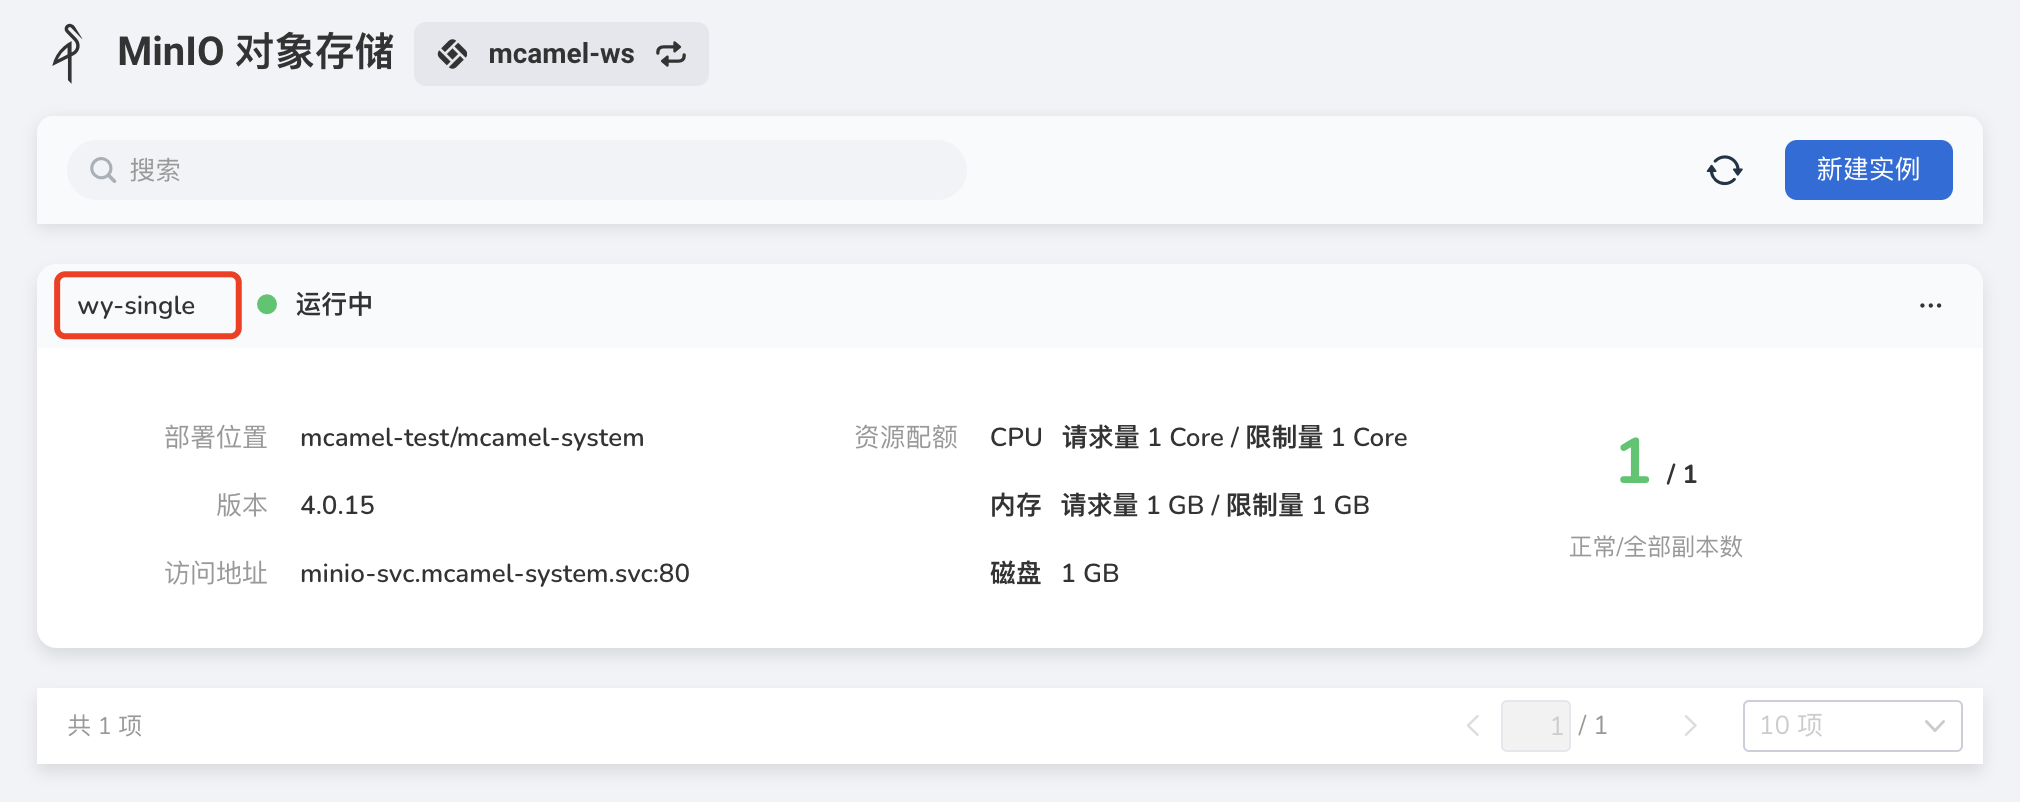 MinIO 对象存储 mcamel-ws
搜索 新建实例
wy-single 运行中 ...
部署位置 mcamel-test/mcamel-system 资源配额 CPU 请求量 1 Core / 限制量 1 Core
1 / 1
版本 4.0.15 内存 请求量 1 GB / 限制量 1 GB
正常/全部副本数
访问地址 minio-svc.mcamel-system.svc:80 磁盘 1 GB
共 1 项 1 / 1 10 项